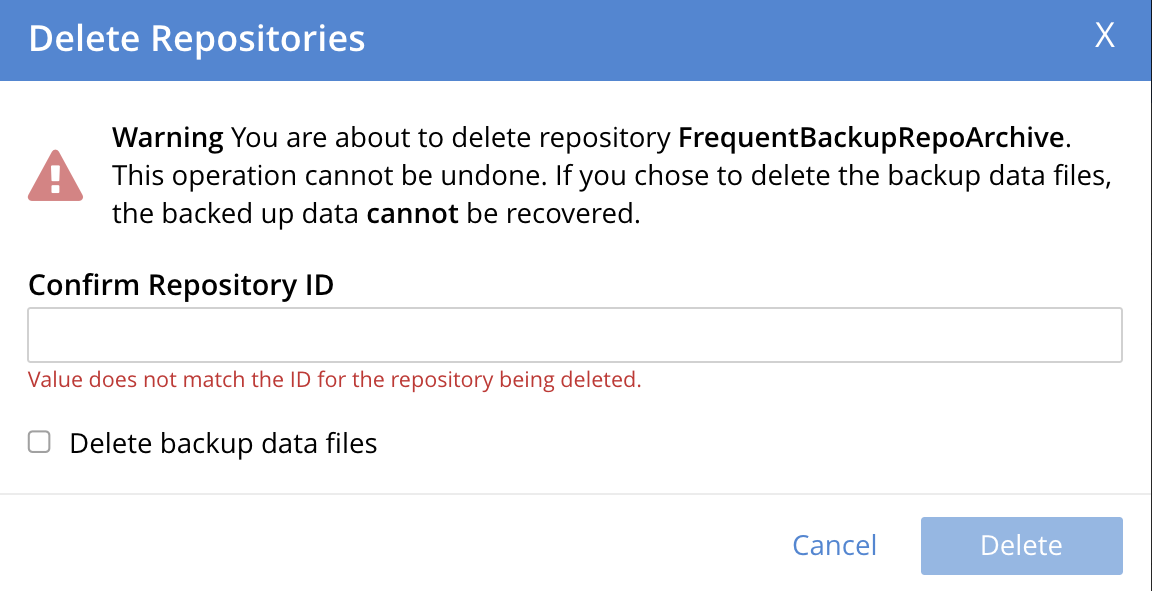 Delete Repositories X
Warning You are about to delete repository FrequentBackupRepoArchive.
This operation cannot be undone. If you chose to delete the backup data files,
the backed up data cannot be recovered.
Confirm Repository ID
Value does not match the ID for the repository being deleted.
Delete backup data files
Cancel Delete